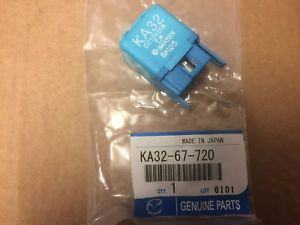 KA32
MADE IN JAPAN
KA32-67-720
QTY 1 LOT 6101
GENUINE PARTS